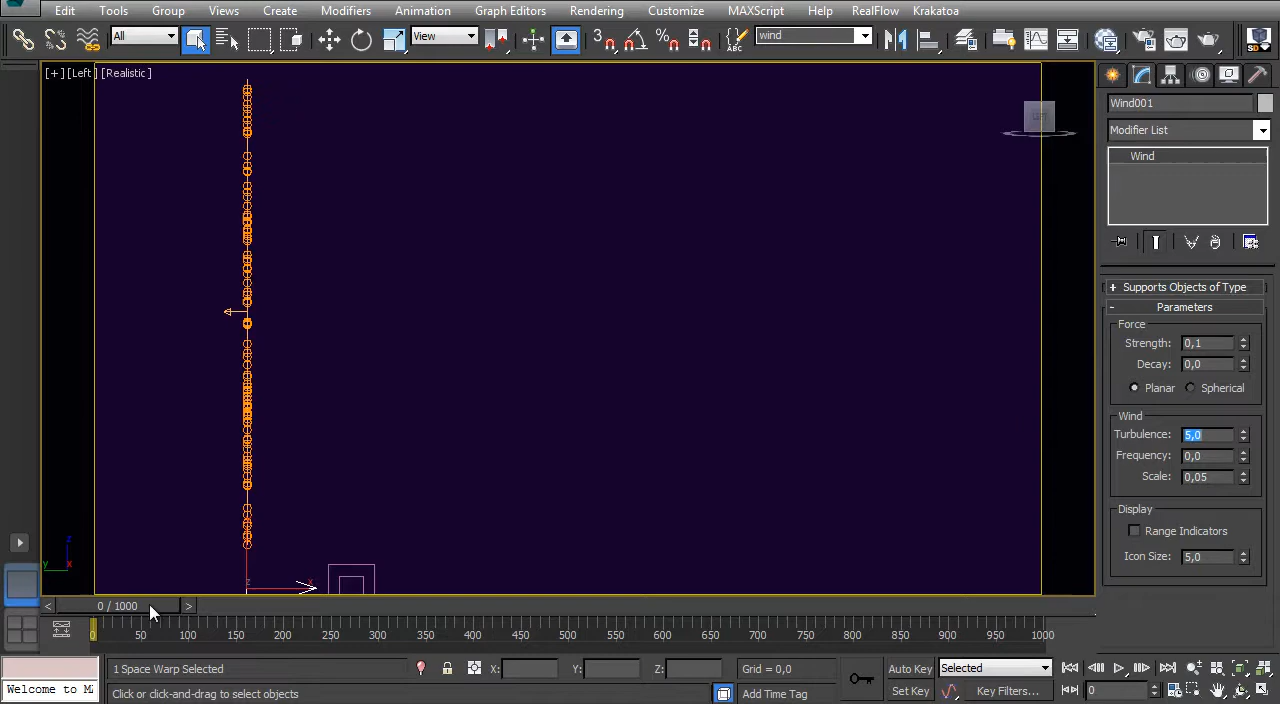 Edit Tools Group Views Create Modifiers Animation Graph Editors Rendering Customize MAXScript Help RealFlow Krakatoa
All View 3 % ABC wind SD
[+] [Left] [Realistic]
Wind001
Modifier List
Wind
+ Supports Objects of Type
- Parameters
Force
Strength: 0,1
Decay: 0,0
Planar Spherical
Wind
Turbulence: 5,0
Frequency: 0,0
Scale: 0,05
Display
Range Indicators
Icon Size: 5,0
z
y x
z x
< 0 / 1000 >
0 50 100 150 200 250 300 350 400 450 500 550 600 650 700 750 800 850 900 950 1000
1 Space Warp Selected X: Y: Z: Grid = 0,0 Auto Key Selected
Welcome to M Click or click-and-drag to select objects Add Time Tag Set Key Key Filters... 0